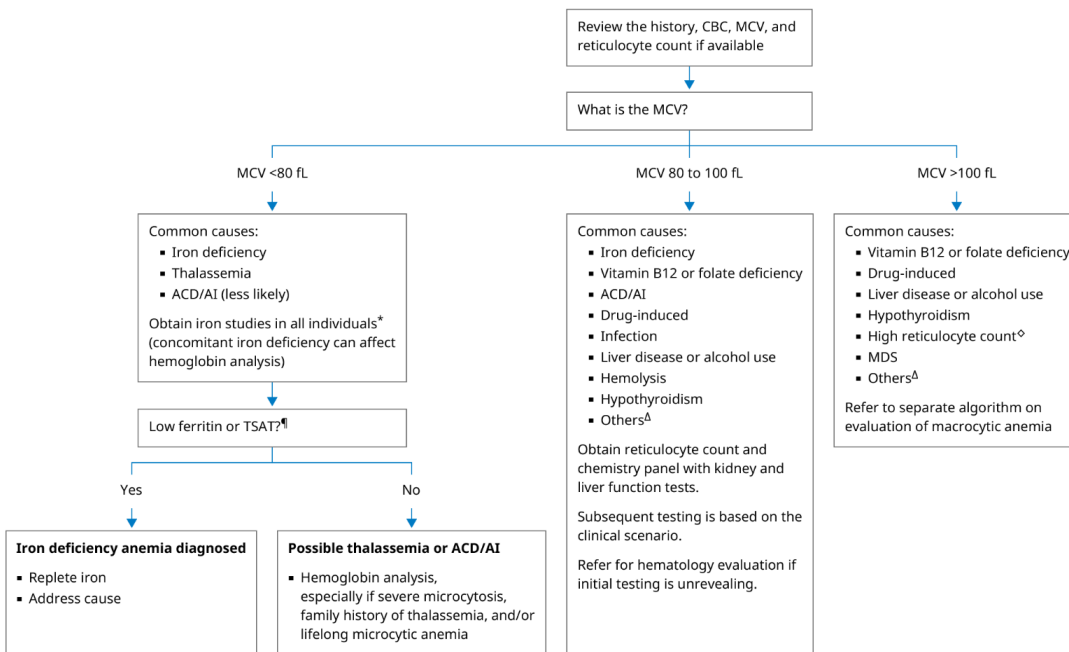 Review the history, CBC, MCV, and
reticulocyte count if available
What is the MCV?
MCV <80 fL
MCV 80 to 100 fL
MCV >100 fL
Common causes:
▪ Iron deficiency
▪ Thalassemia
▪ ACD/AI (less likely)
Obtain iron studies in all individuals*
(concomitant iron deficiency can affect
hemoglobin analysis)
Low ferritin or TSAT?¶
Yes
No
Iron deficiency anemia diagnosed
▪ Replete iron
▪ Address cause
Possible thalassemia or ACD/AI
▪ Hemoglobin analysis,
especially if severe microcytosis,
family history of thalassemia, and/or
lifelong microcytic anemia
Common causes:
▪ Iron deficiency
▪ Vitamin B12 or folate deficiency
▪ ACD/AI
▪ Drug-induced
▪ Infection
▪ Liver disease or alcohol use
▪ Hemolysis
▪ Hypothyroidism
▪ OthersΔ
Obtain reticulocyte count and
chemistry panel with kidney and
liver function tests.
Subsequent testing is based on the
clinical scenario.
Refer for hematology evaluation if
initial testing is unrevealing.
Common causes:
▪ Vitamin B12 or folate deficiency
▪ Drug-induced
▪ Liver disease or alcohol use
▪ Hypothyroidism
▪ High reticulocyte count◇
▪ MDS
▪ OthersΔ
Refer to separate algorithm on
evaluation of macrocytic anemia